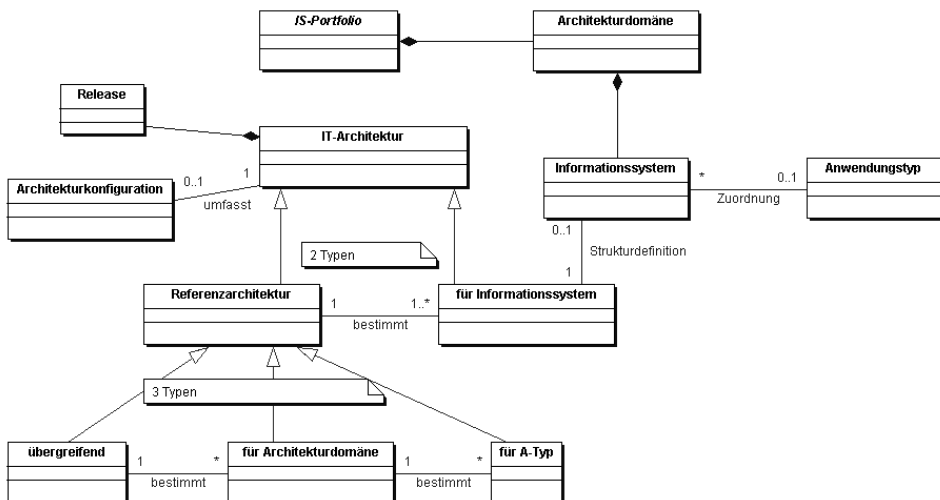 IS-Portfolio
Architekturdomäne
Release
IT-Architektur
Architekturkonfiguration
0..1
1
umfasst
Informationssystem
*
0..1
Anwendungstyp
Zuordnung
0..1
Strukturdefinition
1
2 Typen
Referenzarchitektur
1
1..*
bestimmt
für Informationssystem
3 Typen
übergreifend
1
*
bestimmt
für Architekturdomäne
1
*
bestimmt
für A-Typ